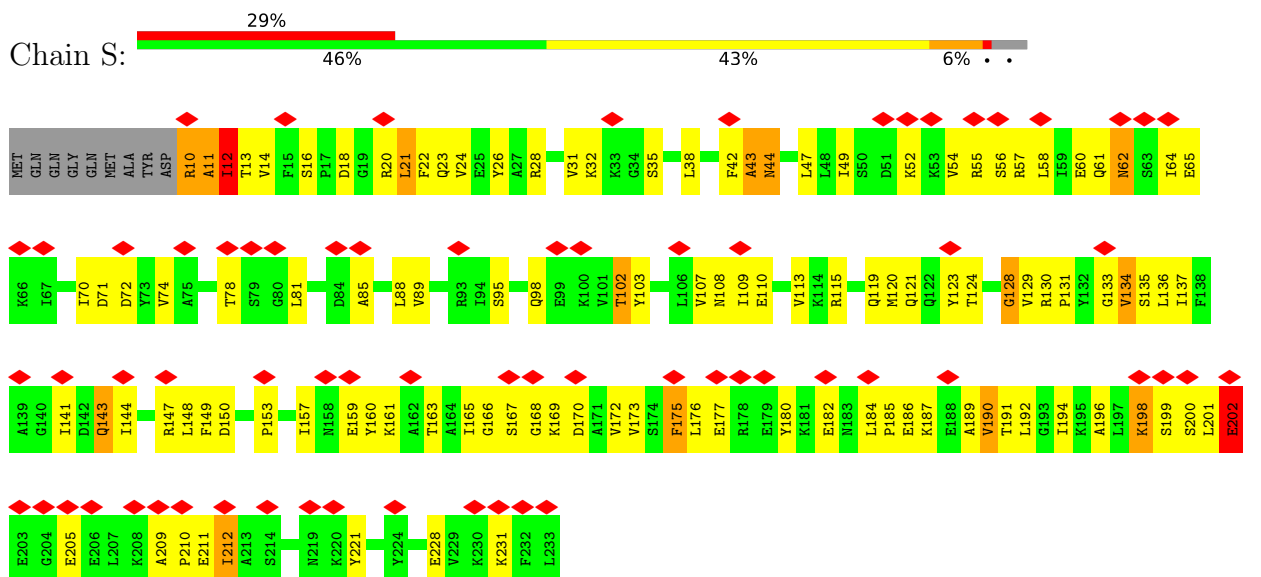 29%
Chain S:
46% 43% 6% • •
MET GLN GLN GLY GLN MET ALA TYR ASP R10 A11 I12 T13 V14 F15 S16 P17 D18 G19 R20 L21 F22 Q23 V24 E25 Y26 A27 R28 V31 K32 K33 G34 S35 L38 F42 A43 N44 L47 L48 I49 S50 D51 K52 K53 V54 R55 S56 R57 L58 I59 E60 Q61 N62 S63 I64 E65
K66 I67 I70 D71 D72 Y73 V74 A75 T78 S79 G80 L81 D84 A85 L88 V89 R93 I94 S95 Q98 E99 K100 V101 T102 Y103 L106 V107 N108 I109 E110 V113 K114 R115 Q119 M120 Q121 Q122 Y123 T124 G128 V129 R130 P131 Y132 G133 V134 S135 L136 I137 F138
A139 G140 I141 D142 Q143 I144 R147 L148 F149 D150 P153 I157 N158 E159 Y160 K161 A162 T163 A164 I165 G166 S167 G168 K169 D170 A171 V172 V173 S174 F175 L176 E177 R178 E179 Y180 K181 E182 N183 L184 P185 E186 K187 E188 A189 V190 T191 L192 G193 I194 K195 A196 L197 K198 S199 S200 L201 E202
E203 G204 E205 E206 L207 K208 A209 P210 E211 I212 A213 S214 N219 K220 Y221 Y224 E228 V229 K230 K231 F232 L233